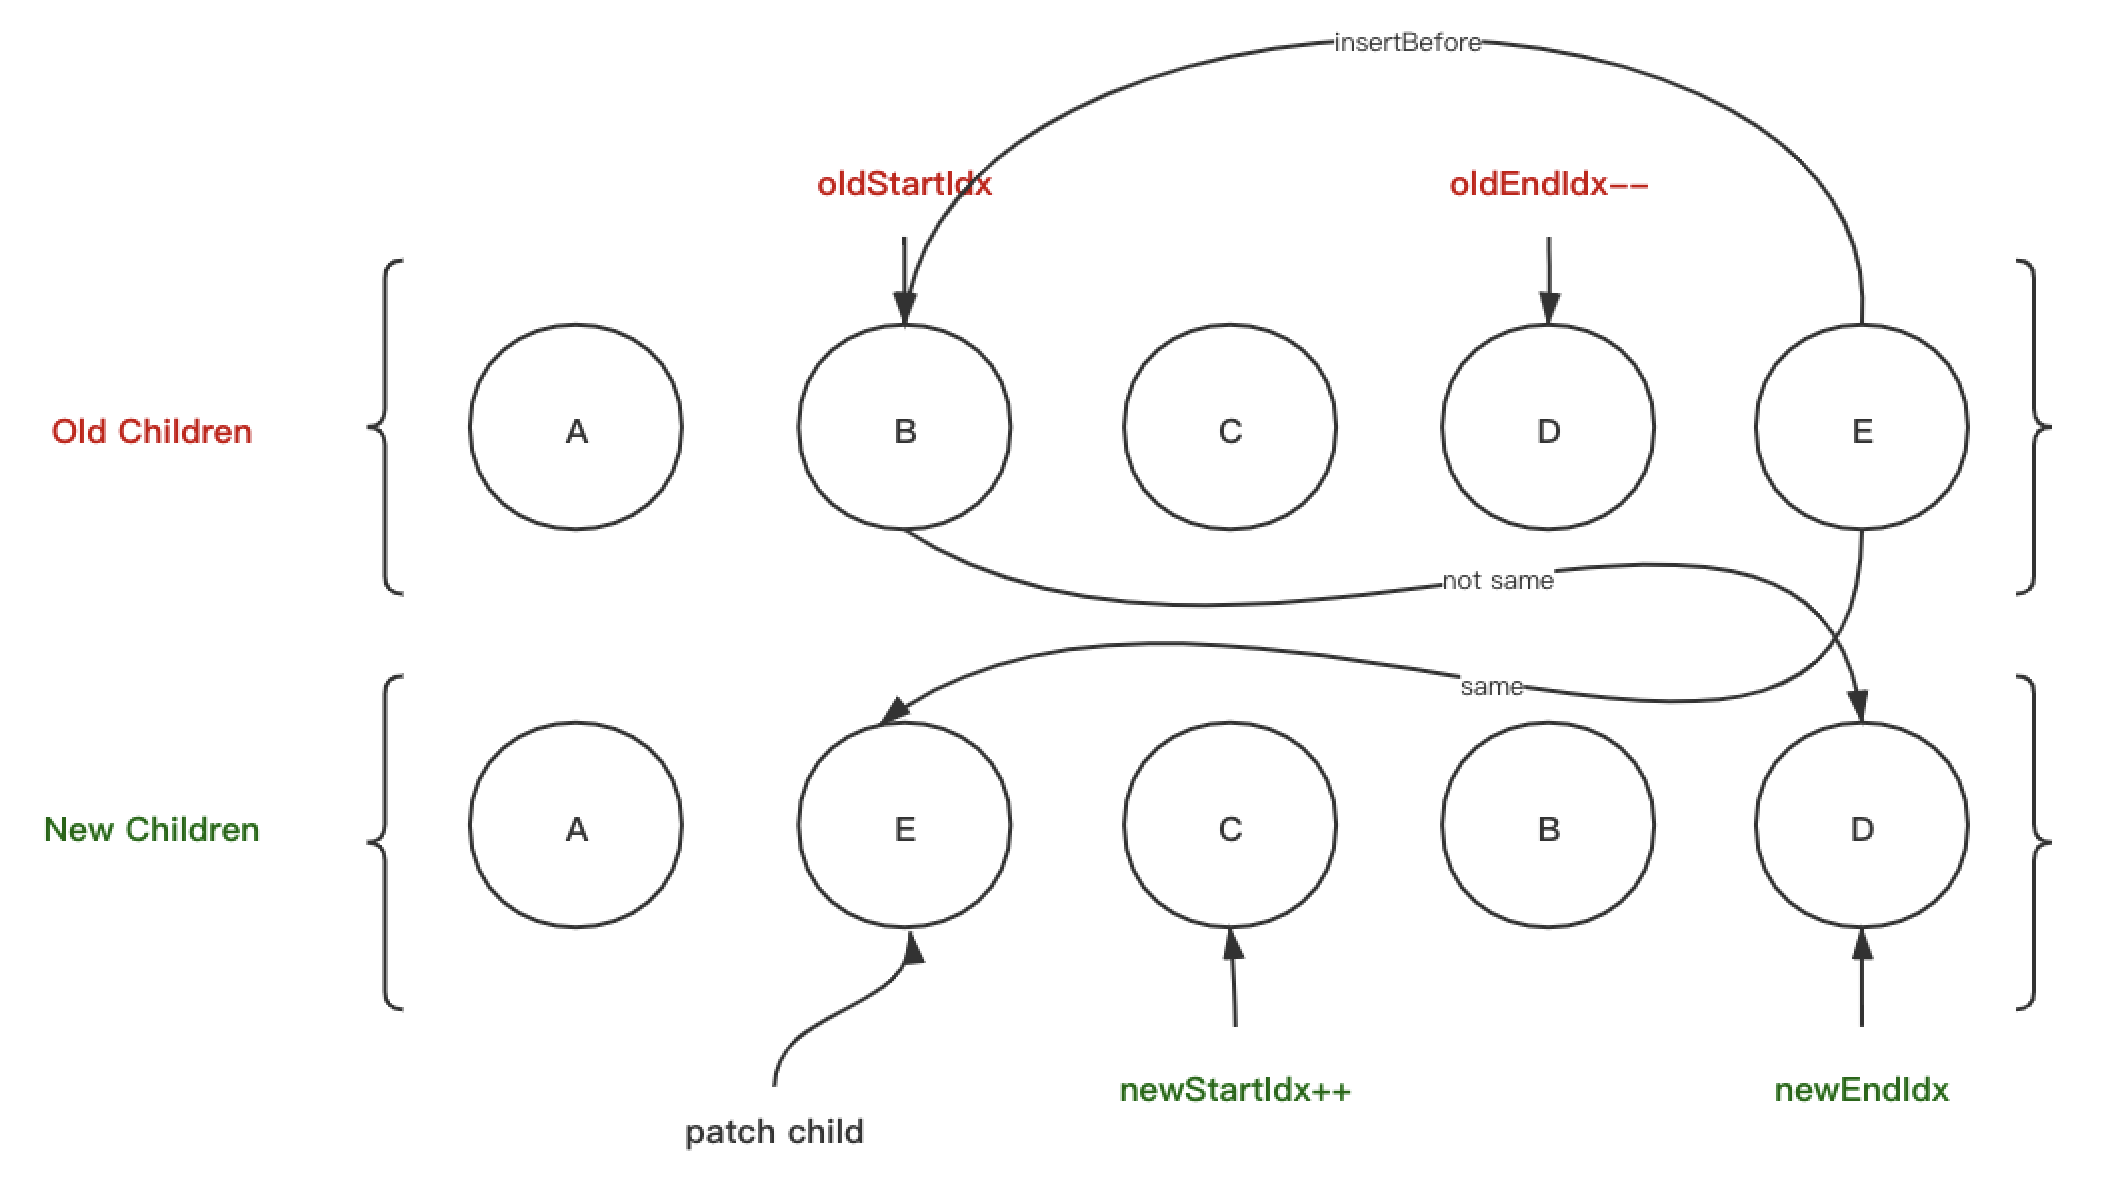 insertBefore
oldStartIdx
oldEndIdx--
Old Children
A
B
C
D
E
not same
same
New Children
A
E
C
B
D
newStartIdx++
newEndIdx
patch child